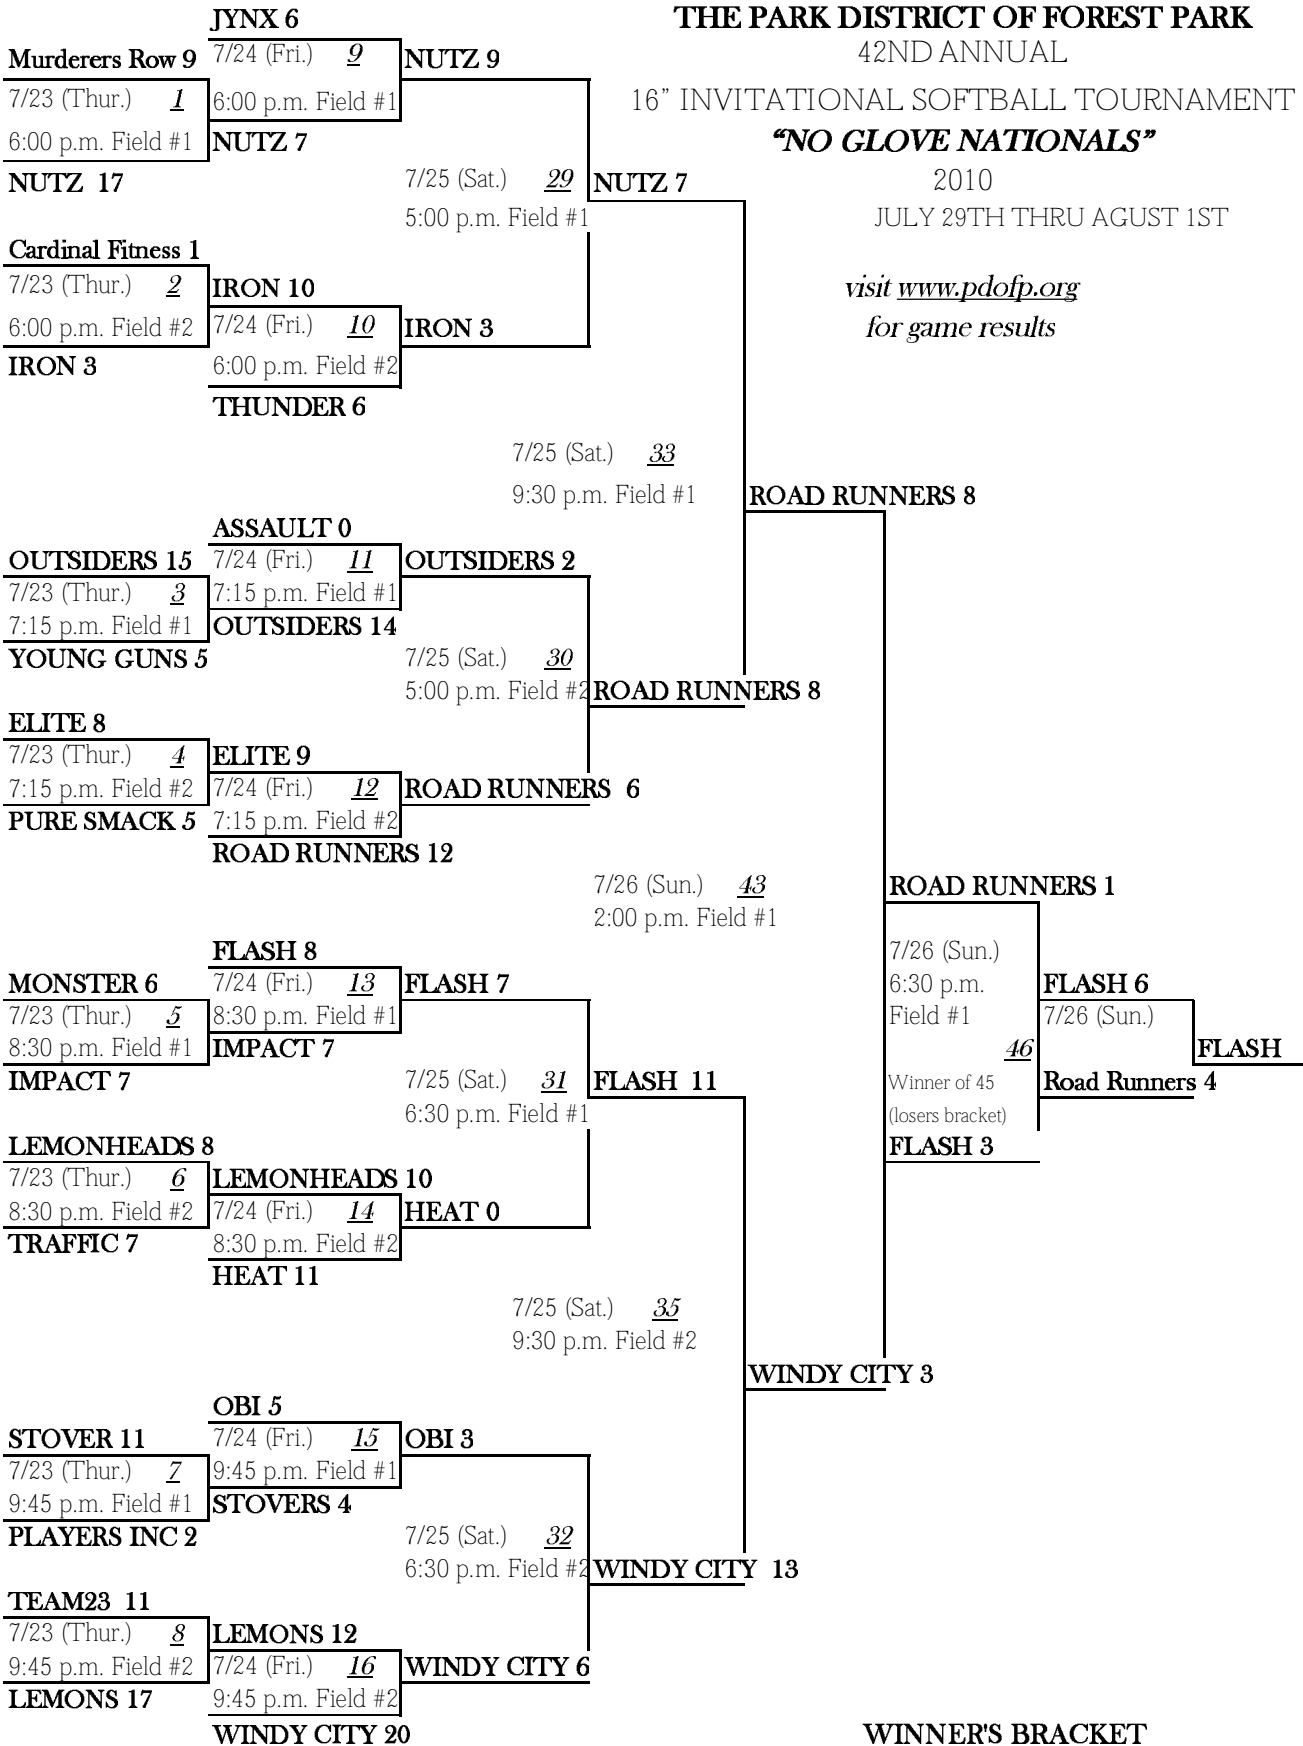 THE PARK DISTRICT OF FOREST PARK
42ND ANNUAL
16” INVITATIONAL SOFTBALL TOURNAMENT
“NO GLOVE NATIONALS”
2010
JULY 29TH THRU AGUST 1ST
visit www.pdofp.org
for game results
JYNX 6
Murderers Row 9
7/24 (Fri.) 9
NUTZ 9
7/23 (Thur.) 1
6:00 p.m. Field #1
6:00 p.m. Field #1
NUTZ 7
NUTZ 17
7/25 (Sat.) 29
NUTZ 7
5:00 p.m. Field #1
Cardinal Fitness 1
7/23 (Thur.) 2
IRON 10
6:00 p.m. Field #2
7/24 (Fri.) 10
IRON 3
IRON 3
6:00 p.m. Field #2
THUNDER 6
7/25 (Sat.) 33
9:30 p.m. Field #1
ROAD RUNNERS 8
ASSAULT 0
OUTSIDERS 15
7/24 (Fri.) 11
OUTSIDERS 2
7/23 (Thur.) 3
7:15 p.m. Field #1
7:15 p.m. Field #1
OUTSIDERS 14
YOUNG GUNS 5
7/25 (Sat.) 30
5:00 p.m. Field #2
ROAD RUNNERS 8
ELITE 8
7/23 (Thur.) 4
ELITE 9
7:15 p.m. Field #2
7/24 (Fri.) 12
ROAD RUNNERS 6
PURE SMACK 5
7:15 p.m. Field #2
ROAD RUNNERS 12
7/26 (Sun.) 43
ROAD RUNNERS 1
2:00 p.m. Field #1
FLASH 8
7/26 (Sun.)
MONSTER 6
7/24 (Fri.) 13
FLASH 7
6:30 p.m.
FLASH 6
7/23 (Thur.) 5
8:30 p.m. Field #1
Field #1
7/26 (Sun.)
8:30 p.m. Field #1
IMPACT 7
46
FLASH
IMPACT 7
7/25 (Sat.) 31
FLASH 11
Winner of 45
Road Runners 4
6:30 p.m. Field #1
(losers bracket)
LEMONHEADS 8
FLASH 3
7/23 (Thur.) 6
LEMONHEADS 10
8:30 p.m. Field #2
7/24 (Fri.) 14
HEAT 0
TRAFFIC 7
8:30 p.m. Field #2
HEAT 11
7/25 (Sat.) 35
9:30 p.m. Field #2
WINDY CITY 3
OBI 5
STOVER 11
7/24 (Fri.) 15
OBI 3
7/23 (Thur.) 7
9:45 p.m. Field #1
9:45 p.m. Field #1
STOVERS 4
PLAYERS INC 2
7/25 (Sat.) 32
6:30 p.m. Field #2
WINDY CITY 13
TEAM23 11
7/23 (Thur.) 8
LEMONS 12
9:45 p.m. Field #2
7/24 (Fri.) 16
WINDY CITY 6
LEMONS 17
9:45 p.m. Field #2
WINDY CITY 20
WINNER'S BRACKET